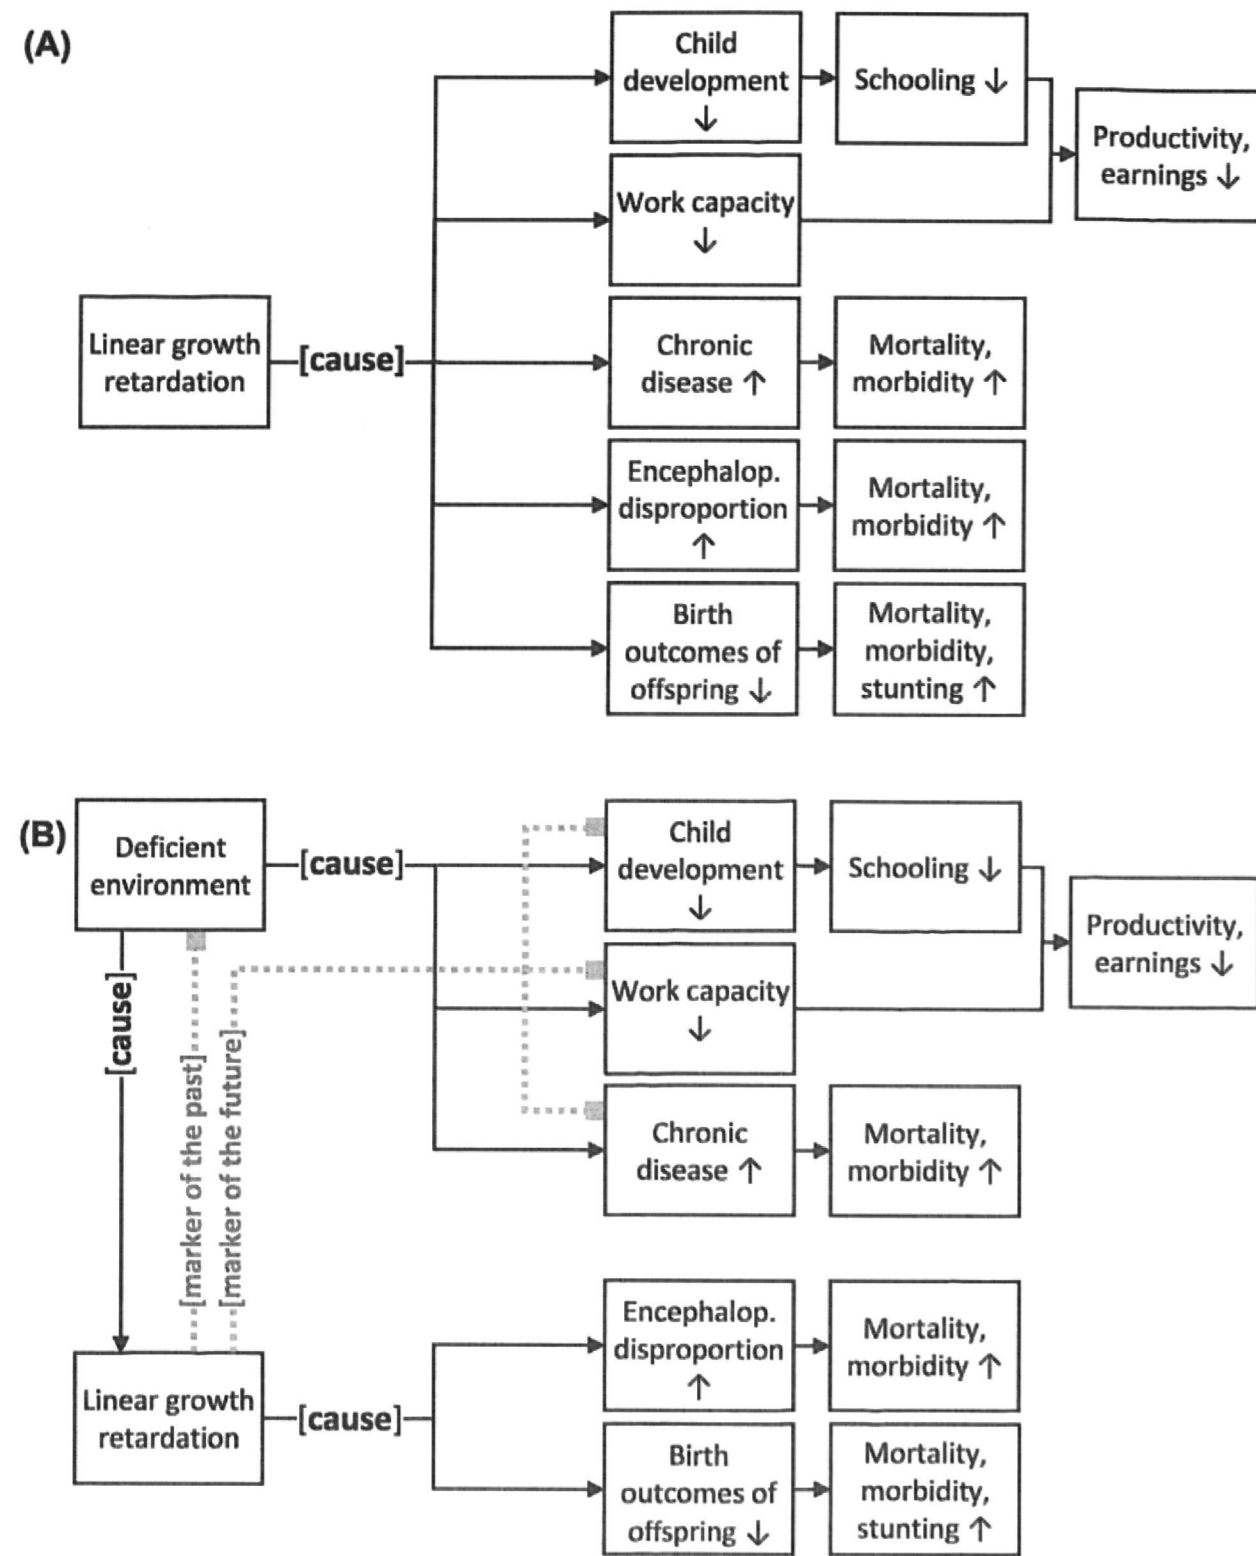 (A)
Child
development
↓
Schooling ↓
Productivity,
earnings ↓
Work capacity
↓
Linear growth
retardation
[cause]
Chronic
disease ↑
Mortality,
morbidity ↑
Encephalop.
disproportion
↑
Mortality,
morbidity ↑
Birth
outcomes of
offspring ↓
Mortality,
morbidity,
stunting ↑
(B)
Deficient
environment
[cause]
Child
development
↓
Schooling ↓
Productivity,
earnings ↓
[cause]
[marker of the past]
[marker of the future]
Work capacity
↓
Chronic
disease ↑
Mortality,
morbidity ↑
Linear growth
retardation
[cause]
Encephalop.
disproportion
↑
Mortality,
morbidity ↑
Birth
outcomes of
offspring ↓
Mortality,
morbidity,
stunting ↑